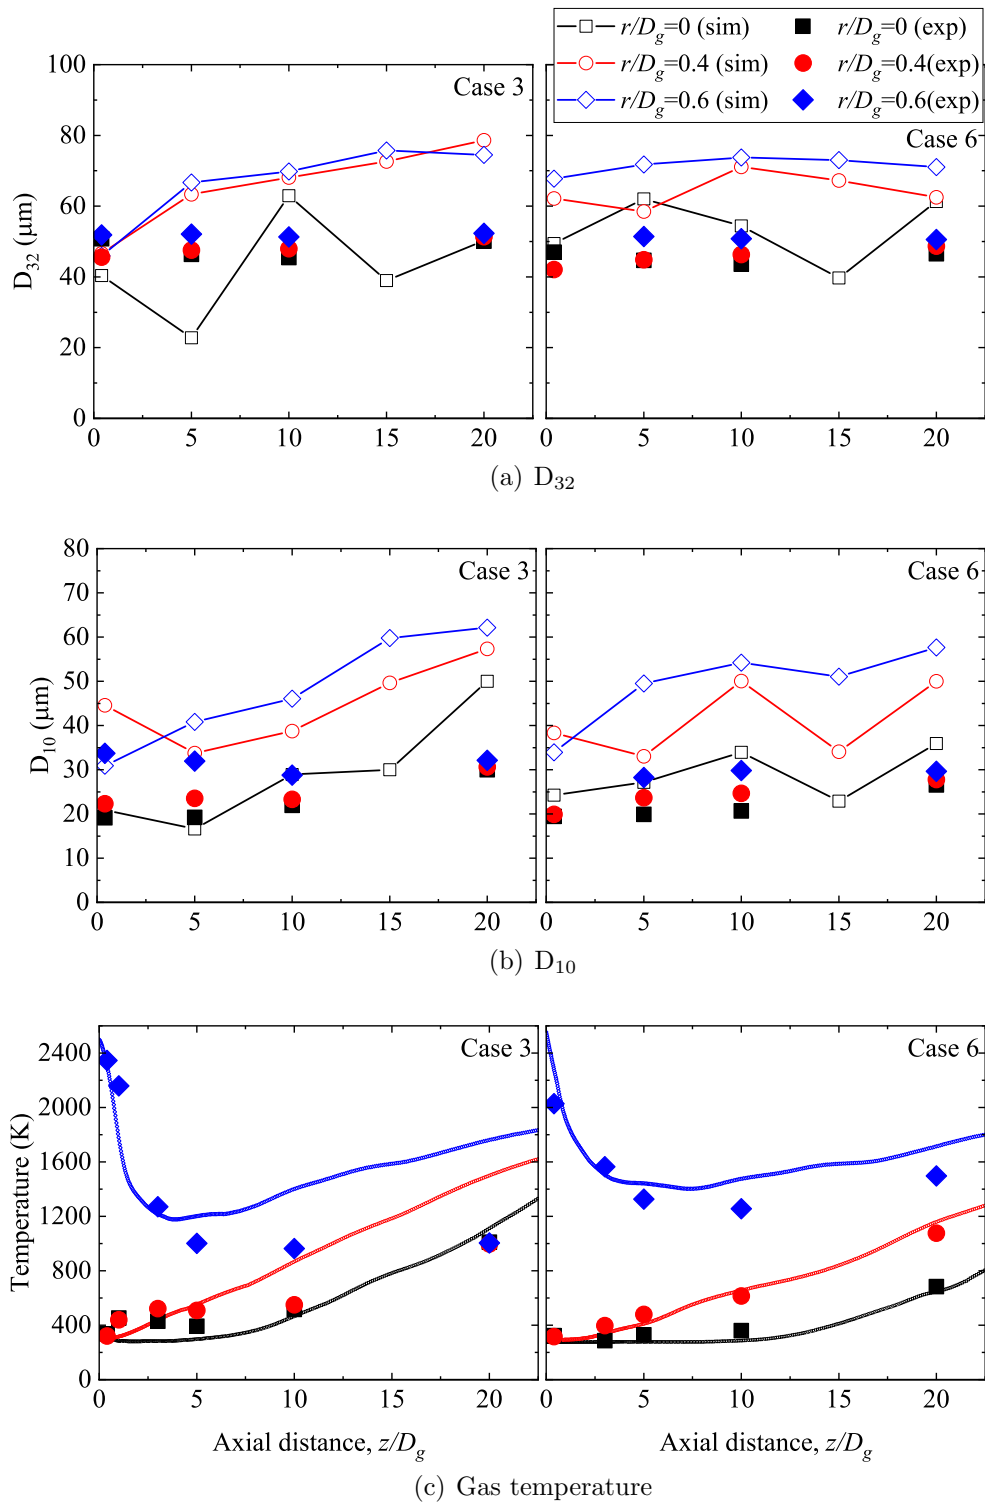 r/Dg=0 (sim) r/Dg=0 (exp)
r/Dg=0.4 (sim) r/Dg=0.4(exp)
r/Dg=0.6 (sim) r/Dg=0.6(exp)
Case 3
Case 6
100
80
60
40
20
0
D32 (μm)
0 5 10 15 20
0 5 10 15 20
(a) D32
Case 3
Case 6
80
70
60
50
40
30
20
10
0
D10 (μm)
0 5 10 15 20
0 5 10 15 20
(b) D10
Case 3
Case 6
2400
2000
1600
1200
800
400
0
Temperature (K)
0 5 10 15 20
0 5 10 15 20
Axial distance, z/Dg
(c) Gas temperature